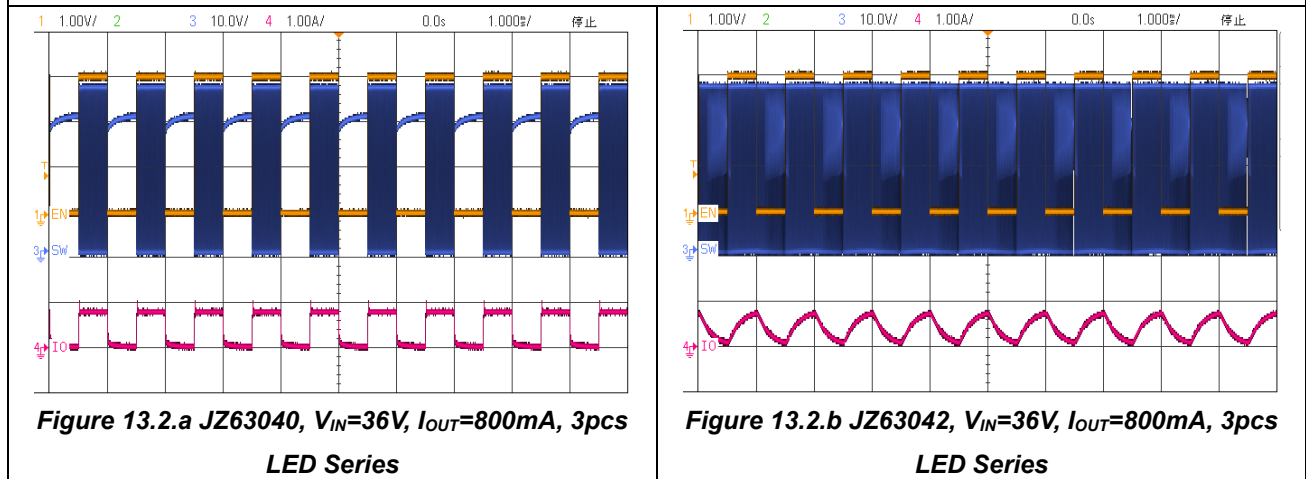 1 1.00V/ 2 3 10.0V/ 4 1.00A/ 0.0s 1.000㎳/ 停止
T
1 EN
3 SW
4 IO
Figure 13.2.a JZ63040, VIN=36V, IOUT=800mA, 3pcs
LED Series
1 1.00V/ 2 3 10.0V/ 4 1.00A/ 0.0s 1.000㎳/ 停止
T
1 EN
3 SW
4 IO
Figure 13.2.b JZ63042, VIN=36V, IOUT=800mA, 3pcs
LED Series